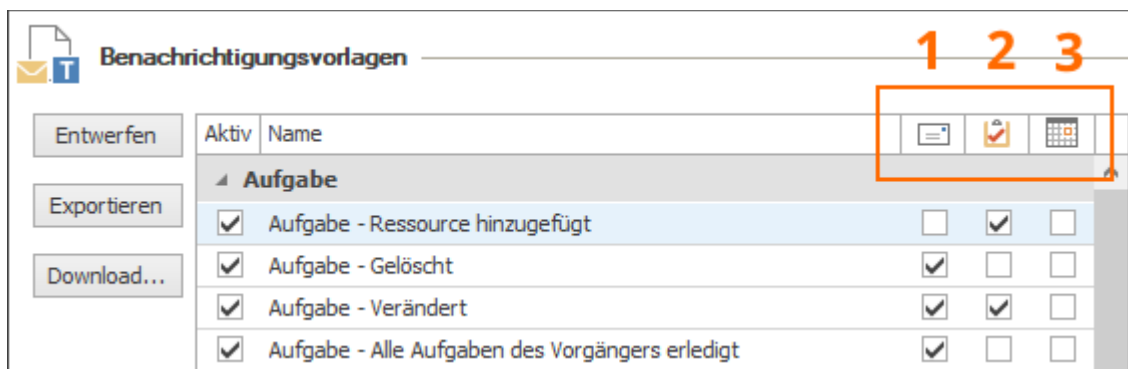 Benachrichtigungsvorlagen
1 2 3
T
Entwerfen
Exportieren
Download...
Aktiv Name
Aufgabe
Aufgabe - Ressource hinzugefügt
Aufgabe - Gelöscht
Aufgabe - Verändert
Aufgabe - Alle Aufgaben des Vorgängers erledigt